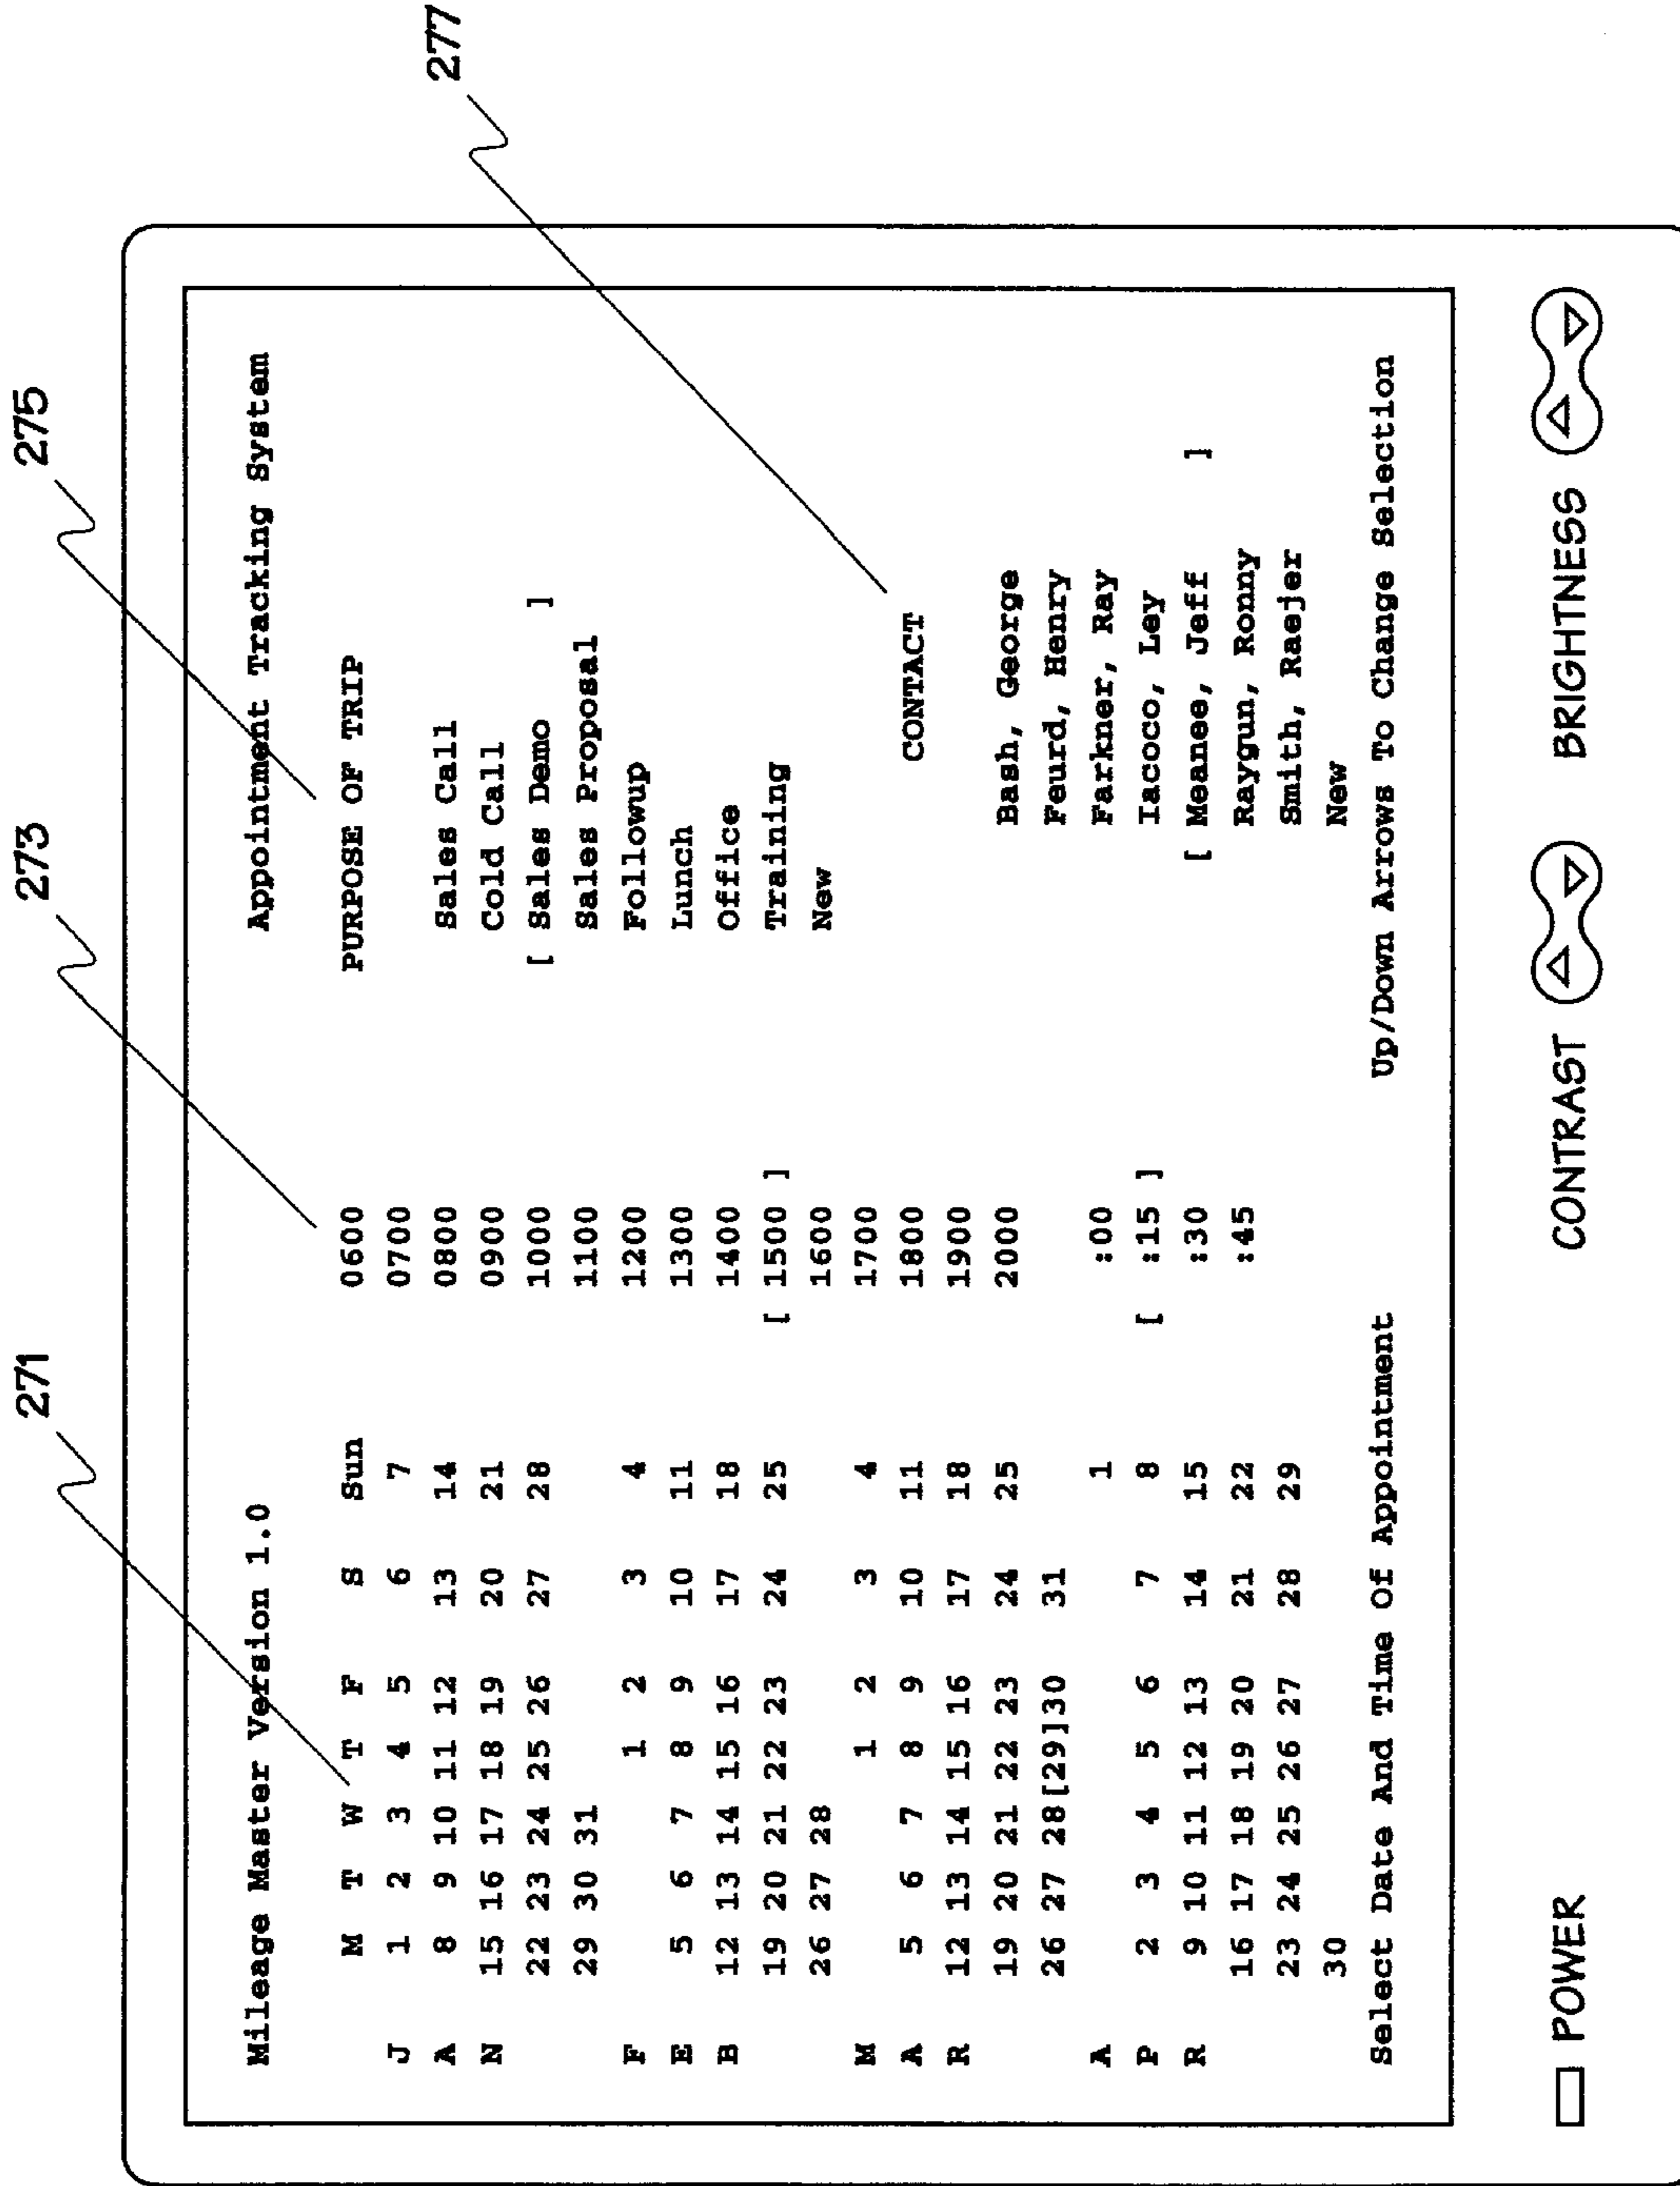 271 273 275 277
Mileage Master Version 1.0 Appointment Tracking System
M T W T F S Sun 0600 PURPOSE OF TRIP
J 1 2 3 4 5 6 7 0700
A 8 9 10 11 12 13 14 0800 Sales Call
N 15 16 17 18 19 20 21 0900 Cold Call
22 23 24 25 26 27 28 1000 [ Sales Demo ]
29 30 31 1100 Sales Proposal
F 1 2 3 4 1200 Followup
E 5 6 7 8 9 10 11 1300 Lunch
B 12 13 14 15 16 17 18 1400 Office
19 20 21 22 23 24 25 [ 1500 ] Training
26 27 28 1600 New
M 1 2 3 4 1700
A 5 6 7 8 9 10 11 1800 CONTACT
R 12 13 14 15 16 17 18 1900
19 20 21 22 23 24 25 2000 Bash, George
26 27 28[29]30 31 Feurd, Henry
A 1 :00 Farkner, Ray
P 2 3 4 5 6 7 8 [ :15 ] Iacoco, Ley
R 9 10 11 12 13 14 15 :30 [ Meanee, Jeff ]
16 17 18 19 20 21 22 :45 Raygun, Ronny
23 24 25 26 27 28 29 Smith, Raejer
30 New
Select Date And Time Of Appointment Up/Down Arrows To Change Selection
POWER CONTRAST BRIGHTNESS